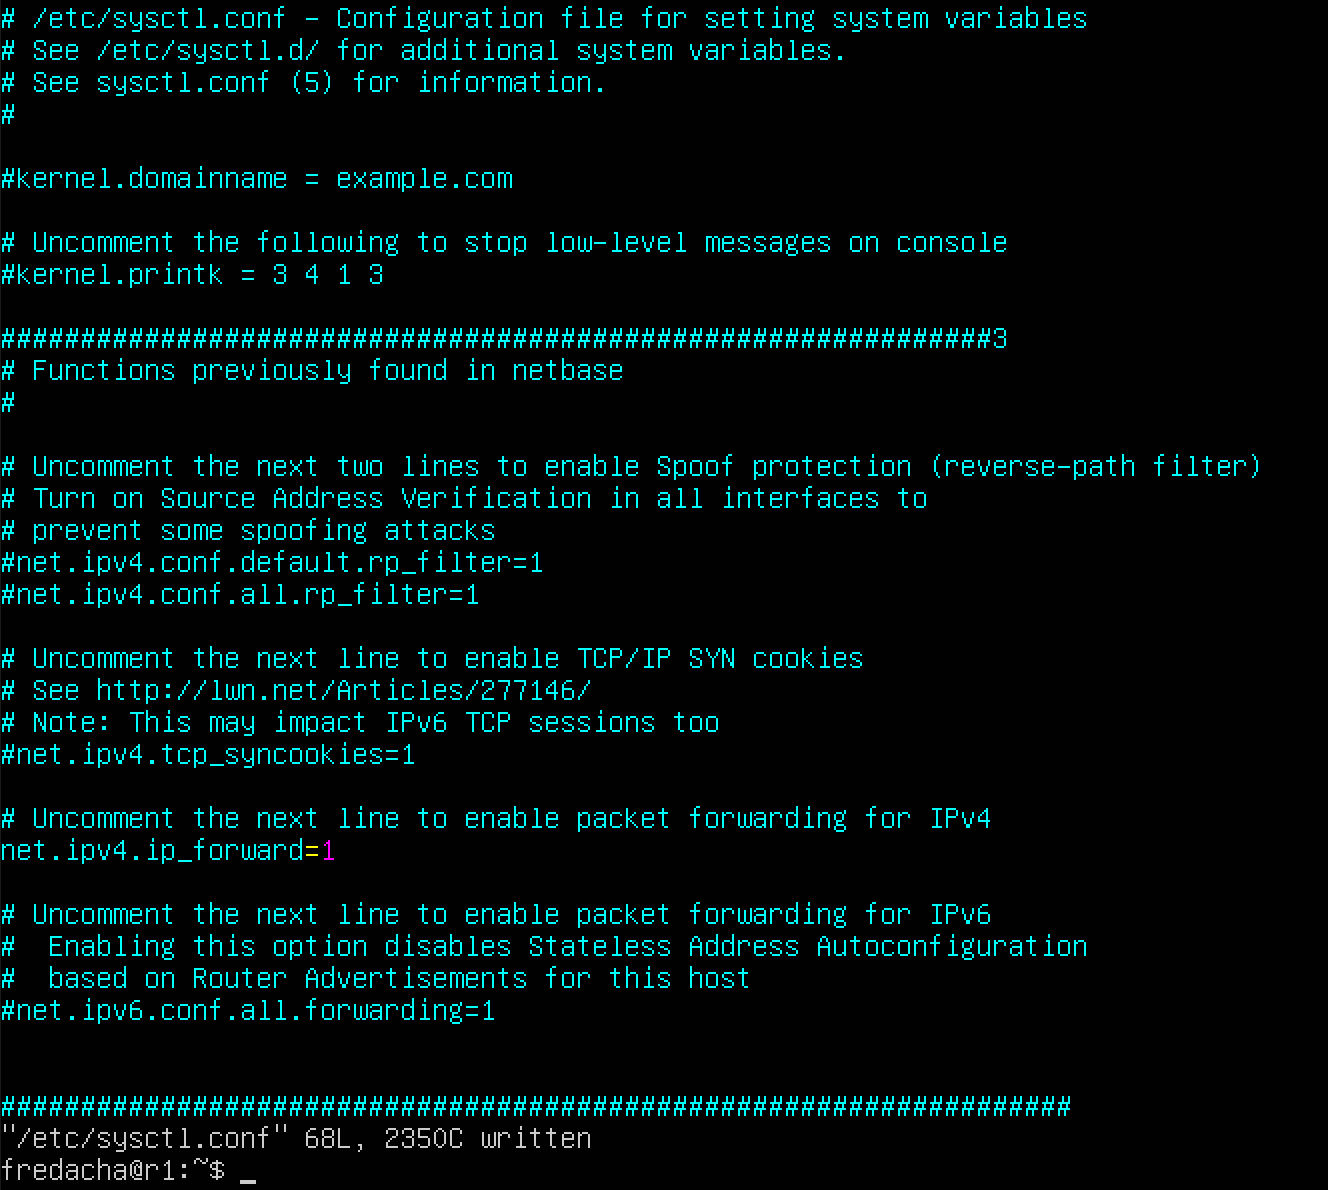 # /etc/sysctl.conf - Configuration file for setting system variables
# See /etc/sysctl.d/ for additional system variables.
# See sysctl.conf (5) for information.
#

#kernel.domainname = example.com

# Uncomment the following to stop low-level messages on console
#kernel.printk = 3 4 1 3

##############################################################3
# Functions previously found in netbase
#

# Uncomment the next two lines to enable Spoof protection (reverse-path filter)
# Turn on Source Address Verification in all interfaces to
# prevent some spoofing attacks
#net.ipv4.conf.default.rp_filter=1
#net.ipv4.conf.all.rp_filter=1

# Uncomment the next line to enable TCP/IP SYN cookies
# See http://lwn.net/Articles/277146/
# Note: This may impact IPv6 TCP sessions too
#net.ipv4.tcp_syncookies=1

# Uncomment the next line to enable packet forwarding for IPv4
net.ipv4.ip_forward=1

# Uncomment the next line to enable packet forwarding for IPv6
#  Enabling this option disables Stateless Address Autoconfiguration
#  based on Router Advertisements for this host
#net.ipv6.conf.all.forwarding=1


###################################################################
"/etc/sysctl.conf" 68L, 2350C written
fredacha@r1:~$ _